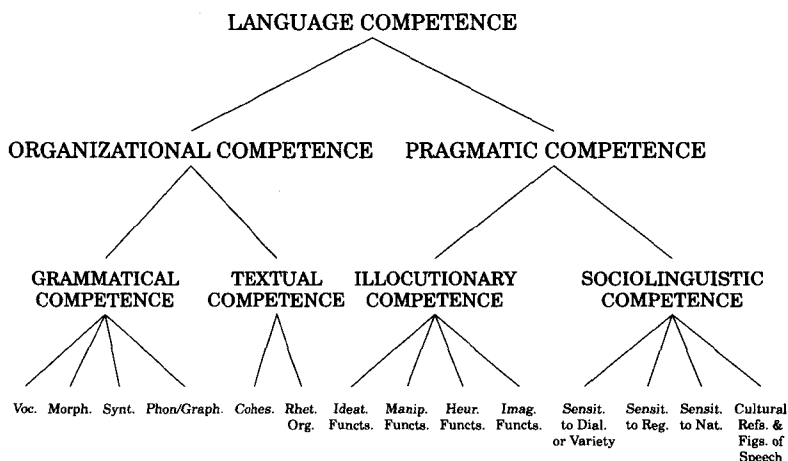 LANGUAGE COMPETENCE
ORGANIZATIONAL COMPETENCE
PRAGMATIC COMPETENCE
GRAMMATICAL
COMPETENCE
TEXTUAL
COMPETENCE
ILLOCUTIONARY
COMPETENCE
SOCIOLINGUISTIC
COMPETENCE
Voc.
Morph.
Synt.
Phon/Graph.
Cohes.
Rhet.
Org.
Ideat.
Functs.
Manip.
Functs.
Heur.
Functs.
Imag.
Functs.
Sensit.
to Dial.
or Variety
Sensit.
to Reg.
Sensit.
to Nat.
Cultural
Refs. &
Figs. of
Speech